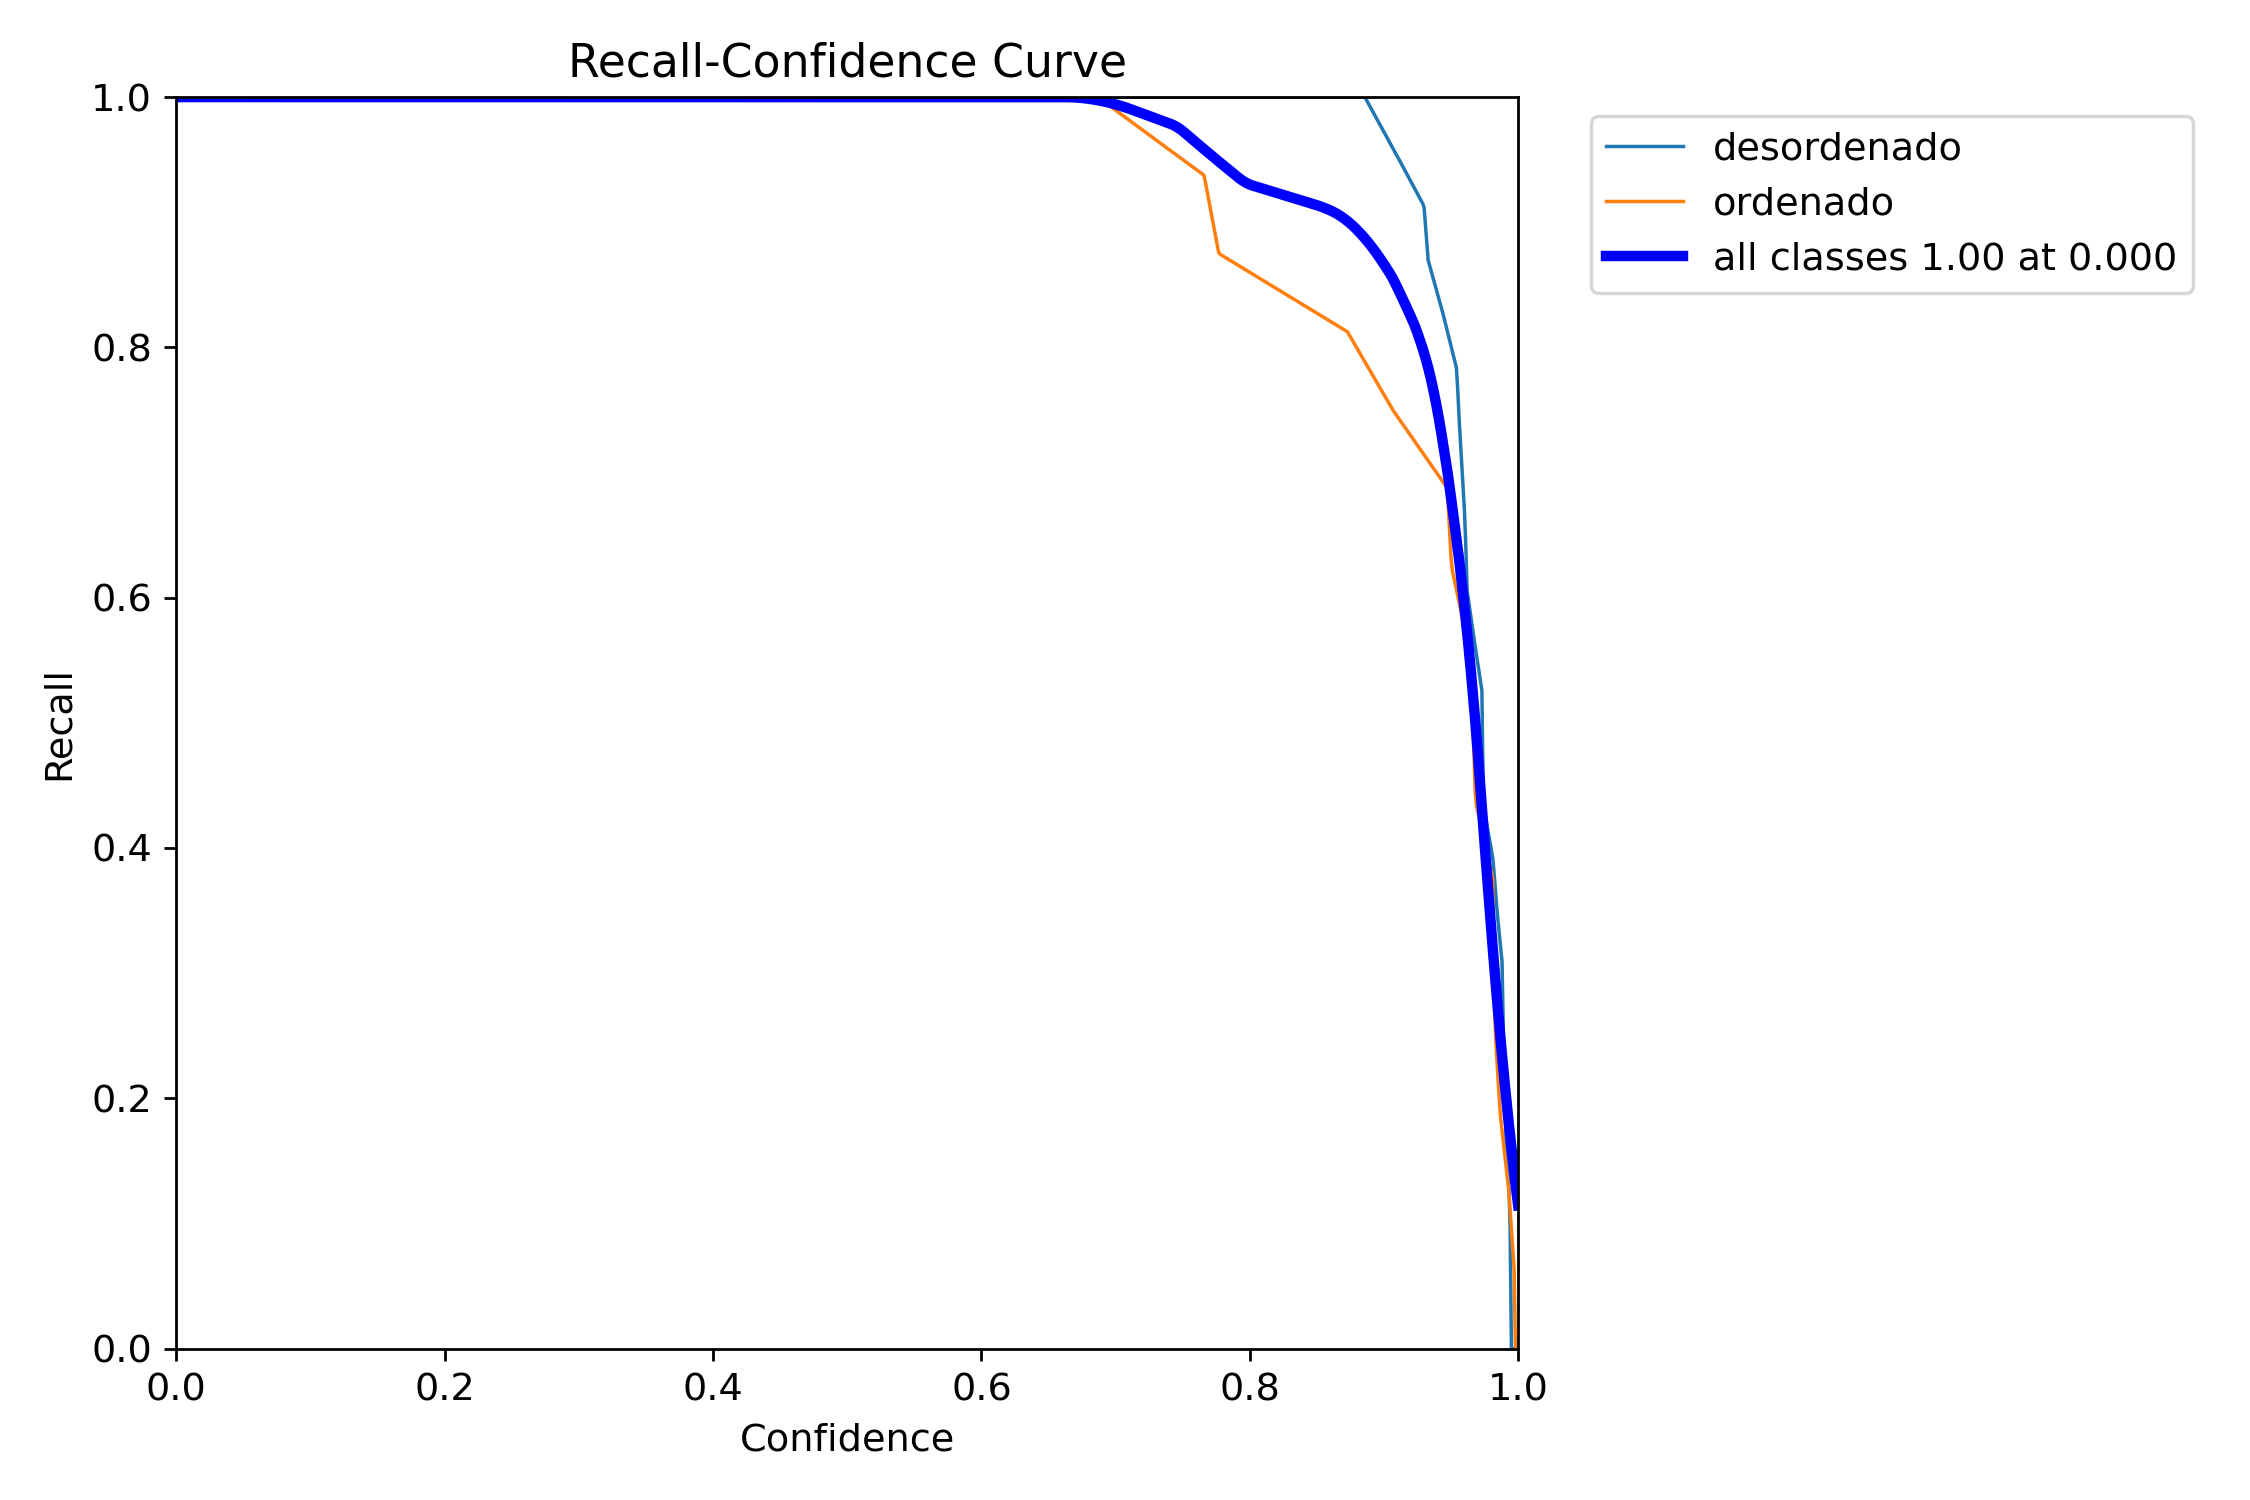 Recall-Confidence Curve
1.0
0.8
0.6
0.4
0.2
0.0
Recall
0.0 0.2 0.4 0.6 0.8 1.0
Confidence
desordenado
ordenado
all classes 1.00 at 0.000